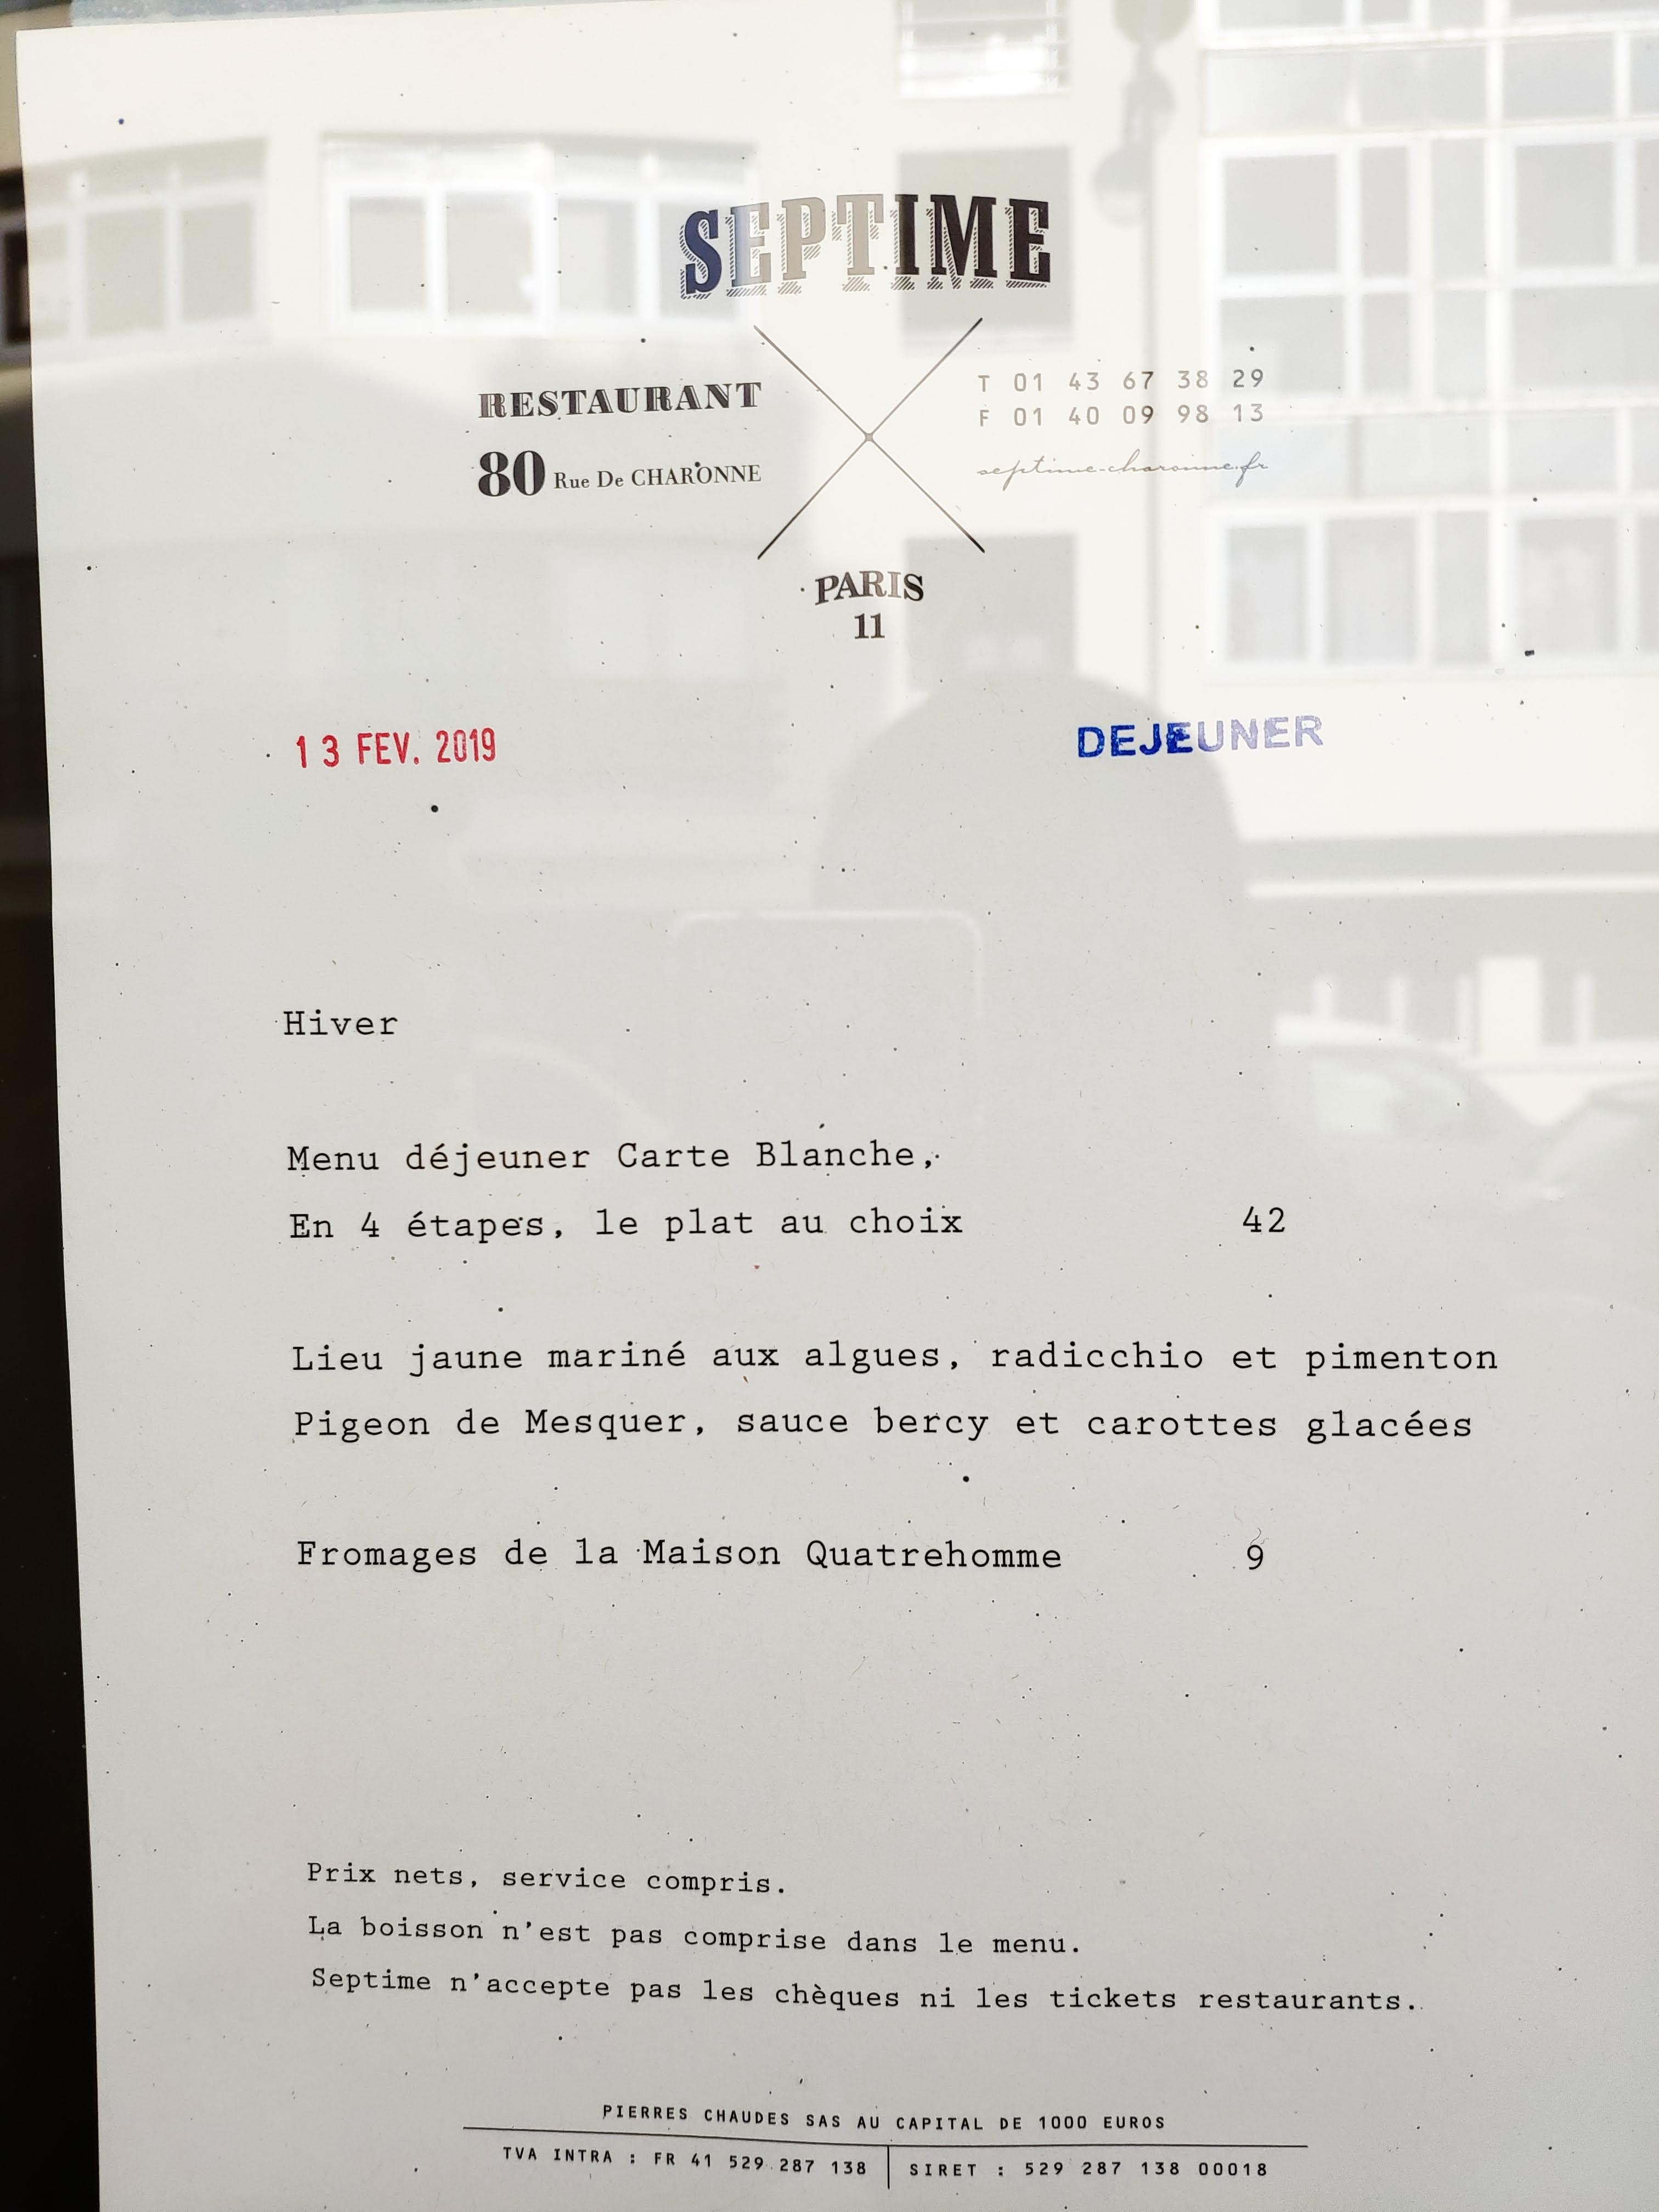 SEPTIME
RESTAURANT
80 Rue De CHARONNE
T 01 43 67 38 29
F 01 40 09 98 13
septime-charonne.fr
PARIS
11
13 FEV. 2019
DEJEUNER
Hiver
Menu déjeuner Carte Blanche,
En 4 étapes, le plat au choix 42
Lieu jaune mariné aux algues, radicchio et pimenton
Pigeon de Mesquer, sauce bercy et carottes glacées
Fromages de la Maison Quatrehomme 9
Prix nets, service compris.
La boisson n'est pas comprise dans le menu.
Septime n'accepte pas les chèques ni les tickets restaurants.
PIERRES CHAUDES SAS AU CAPITAL DE 1000 EUROS
TVA INTRA : FR 41 529 287 138
SIRET : 529 287 138 00018